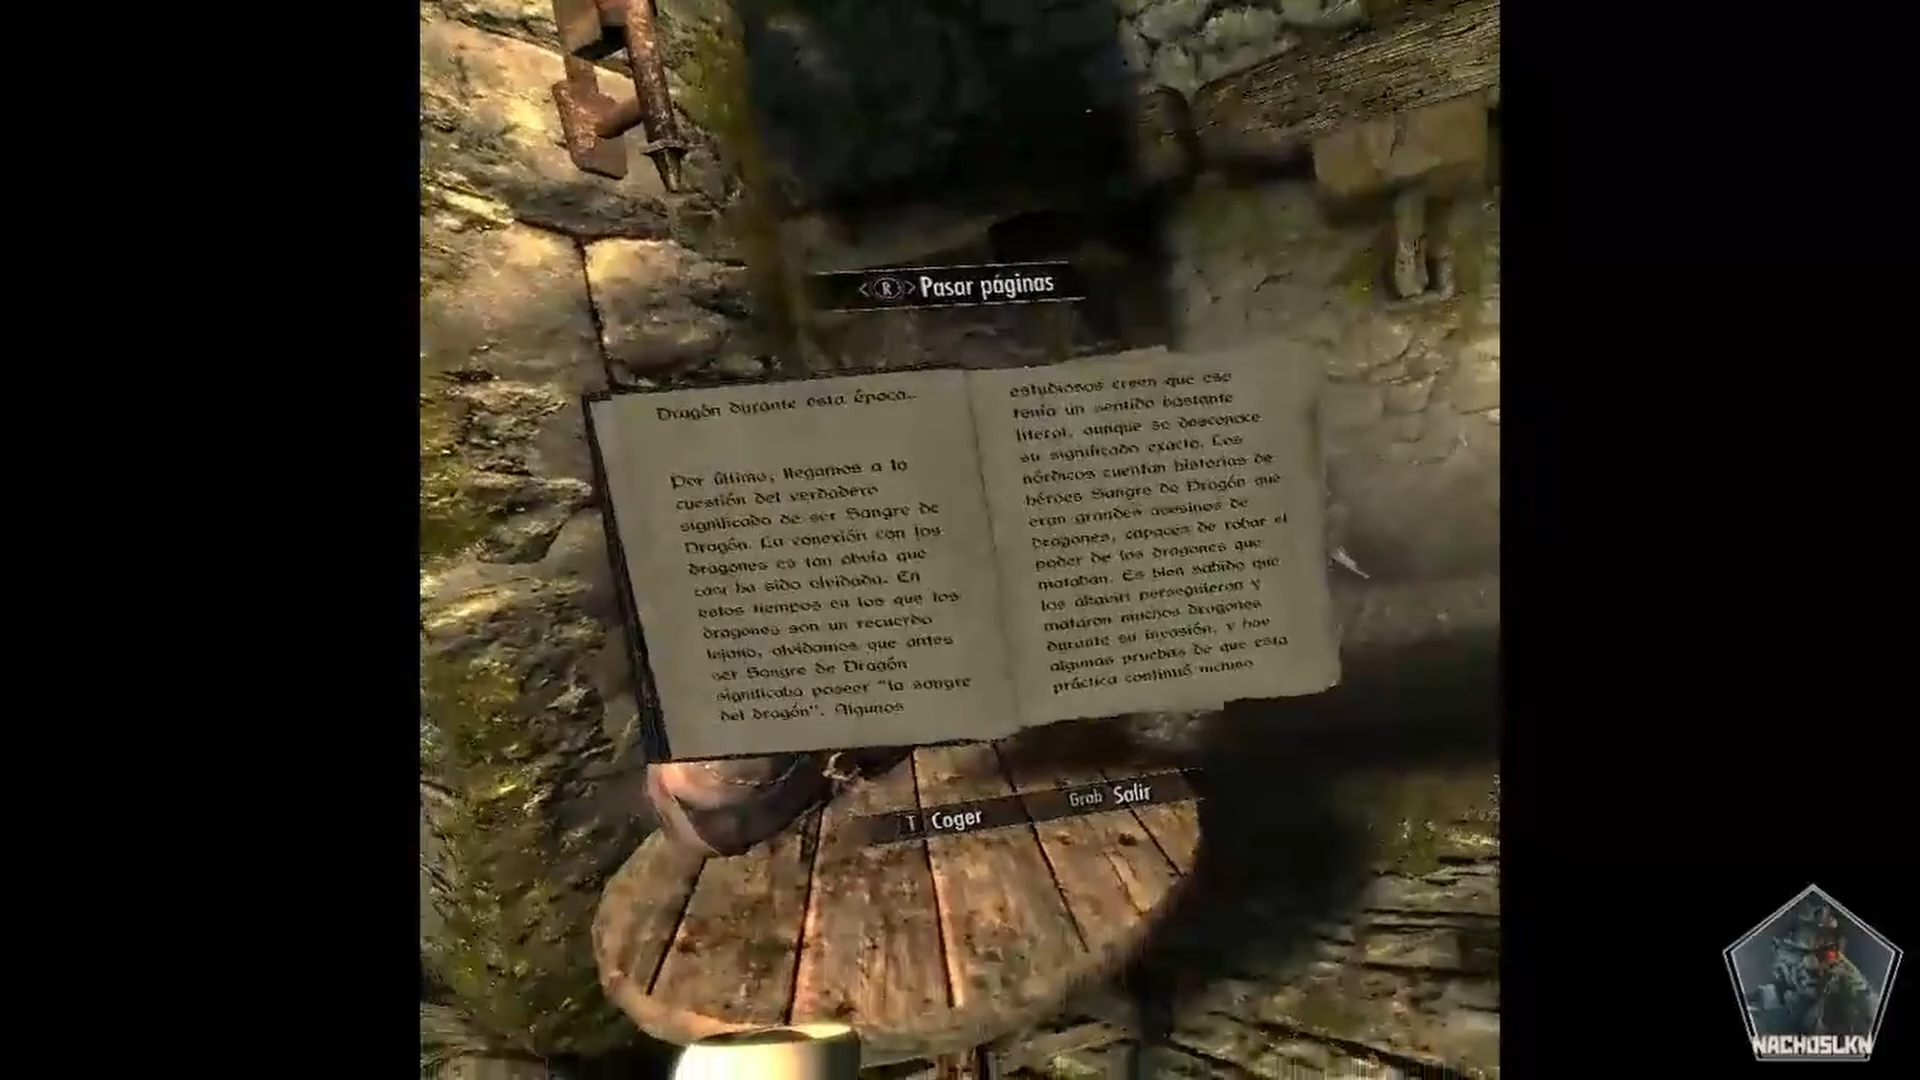 R Pasar páginas
Dragón durante esta época...
Por último, llegamos a la
cuestión del verdadero
significado de ser Sangre de
Dragón. La conexión con los
dragones es tan obvia que
casi ha sido olvidada. En
estos tiempos en los que los
dragones son un recuerdo
lejano, olvidamos que antes
ser Sangre de Dragón
significaba poseer "la sangre
del dragón". Algunos
estudiosos creen que eso
tenía un sentido bastante
literal, aunque se desconoce
su significado exacto. Los
nórdicos cuentan historias de
héroes Sangre de Dragón que
eran grandes asesinos de
dragones, capaces de robar el
poder de los dragones que
mataban. Es bien sabido que
los akaviri persiguieron y
mataron muchos dragones
durante su invasión, y hay
algunas pruebas de que esta
práctica continuó incluso
T Coger
Grab Salir
NACHOSLKN